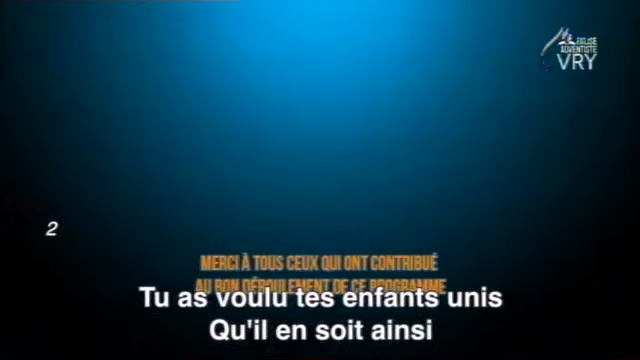 ÉGLISE
ADVENTISTE
VRY
2
MERCI À TOUS CEUX QUI ONT CONTRIBUÉ
AU BON DÉROULEMENT DE CE PROGRAMME
Tu as voulu tes enfants unis
Qu'il en soit ainsi